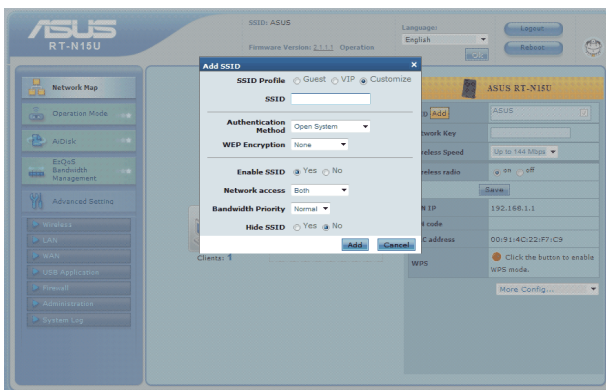 ASUS
RT-N15U
SSID: ASUS
Firmware Version: 2.1.1.1 Operation
Language:
English
Logout
Reboot
Network Map
Operation Mode
AiDisk
EzQoS
Bandwidth
Management
Advanced Setting
Wireless
LAN
WAN
USB Application
Firewall
Administration
System Log
Add SSID x
SSID Profile Guest VIP Customize
SSID
Authentication
Method Open System
WEP Encryption None
Enable SSID Yes No
Network access Both
Bandwidth Priority Normal
Hide SSID Yes No
Add Cancel
Clients: 1
ASUS RT-N15U
Add ASUS
Key
Speed Up to 144 Mbps
radio on off
Save
IP 192.168.1.1
code
address 00:91:4C:22:F7:C9
WPS Click the button to enable
WPS mode.
More Config...